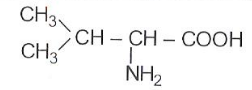 CH₃
CH₃ CH – CH – COOH
NH₂